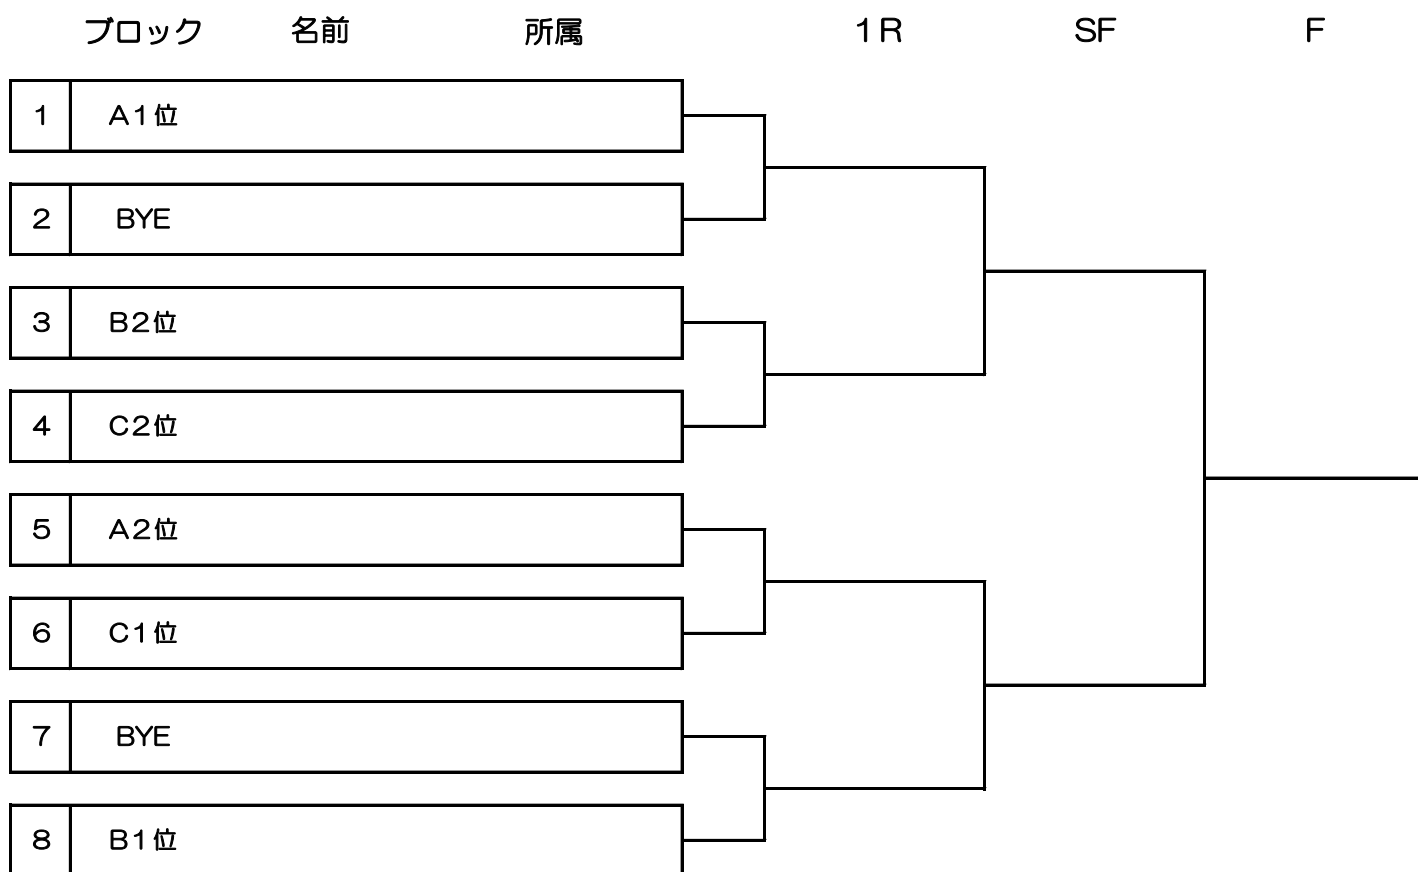 ブロック 名前 所属 １Ｒ ＳＦ Ｆ
１ Ａ１位
２ ＢＹＥ
３ Ｂ２位
４ Ｃ２位
５ Ａ２位
６ Ｃ１位
７ ＢＹＥ
８ Ｂ１位